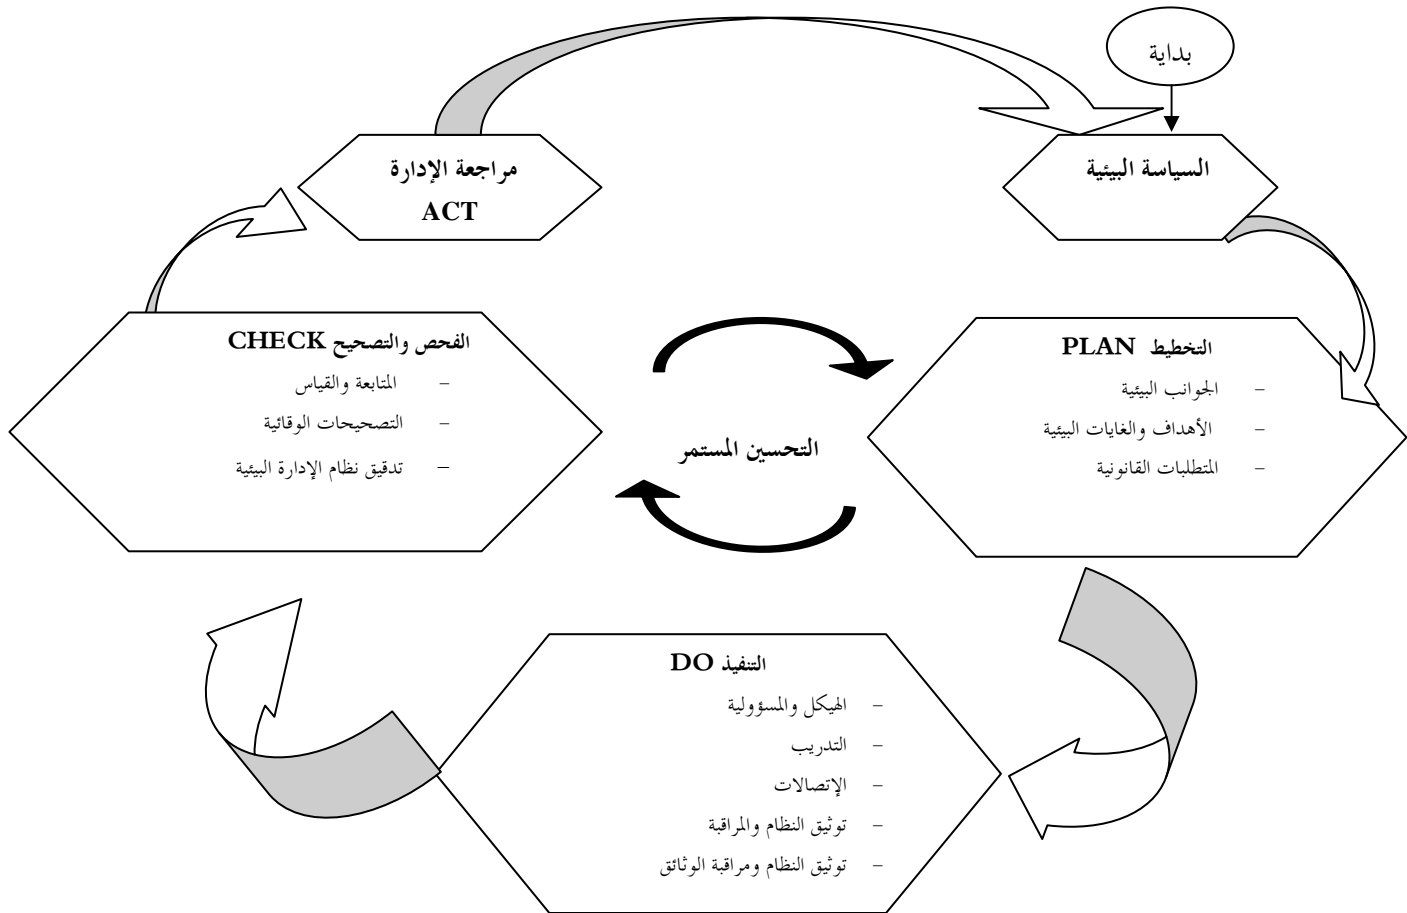 بداية
السياسة البيئية
مراجعة الإدارة
ACT
التخطيط PLAN
- الجوانب البيئية
- الأهداف والغايات البيئية
- المتطلبات القانونية
الفحص والتصحيح CHECK
- المتابعة والقياس
- التصحيحات الوقائية
- تدقيق نظام الإدارة البيئية
التحسين المستمر
التنفيذ DO
- الهيكل والمسؤولية
- التدريب
- الإتصالات
- توثيق النظام والمراقبة
- توثيق النظام ومراقبة الوثائق